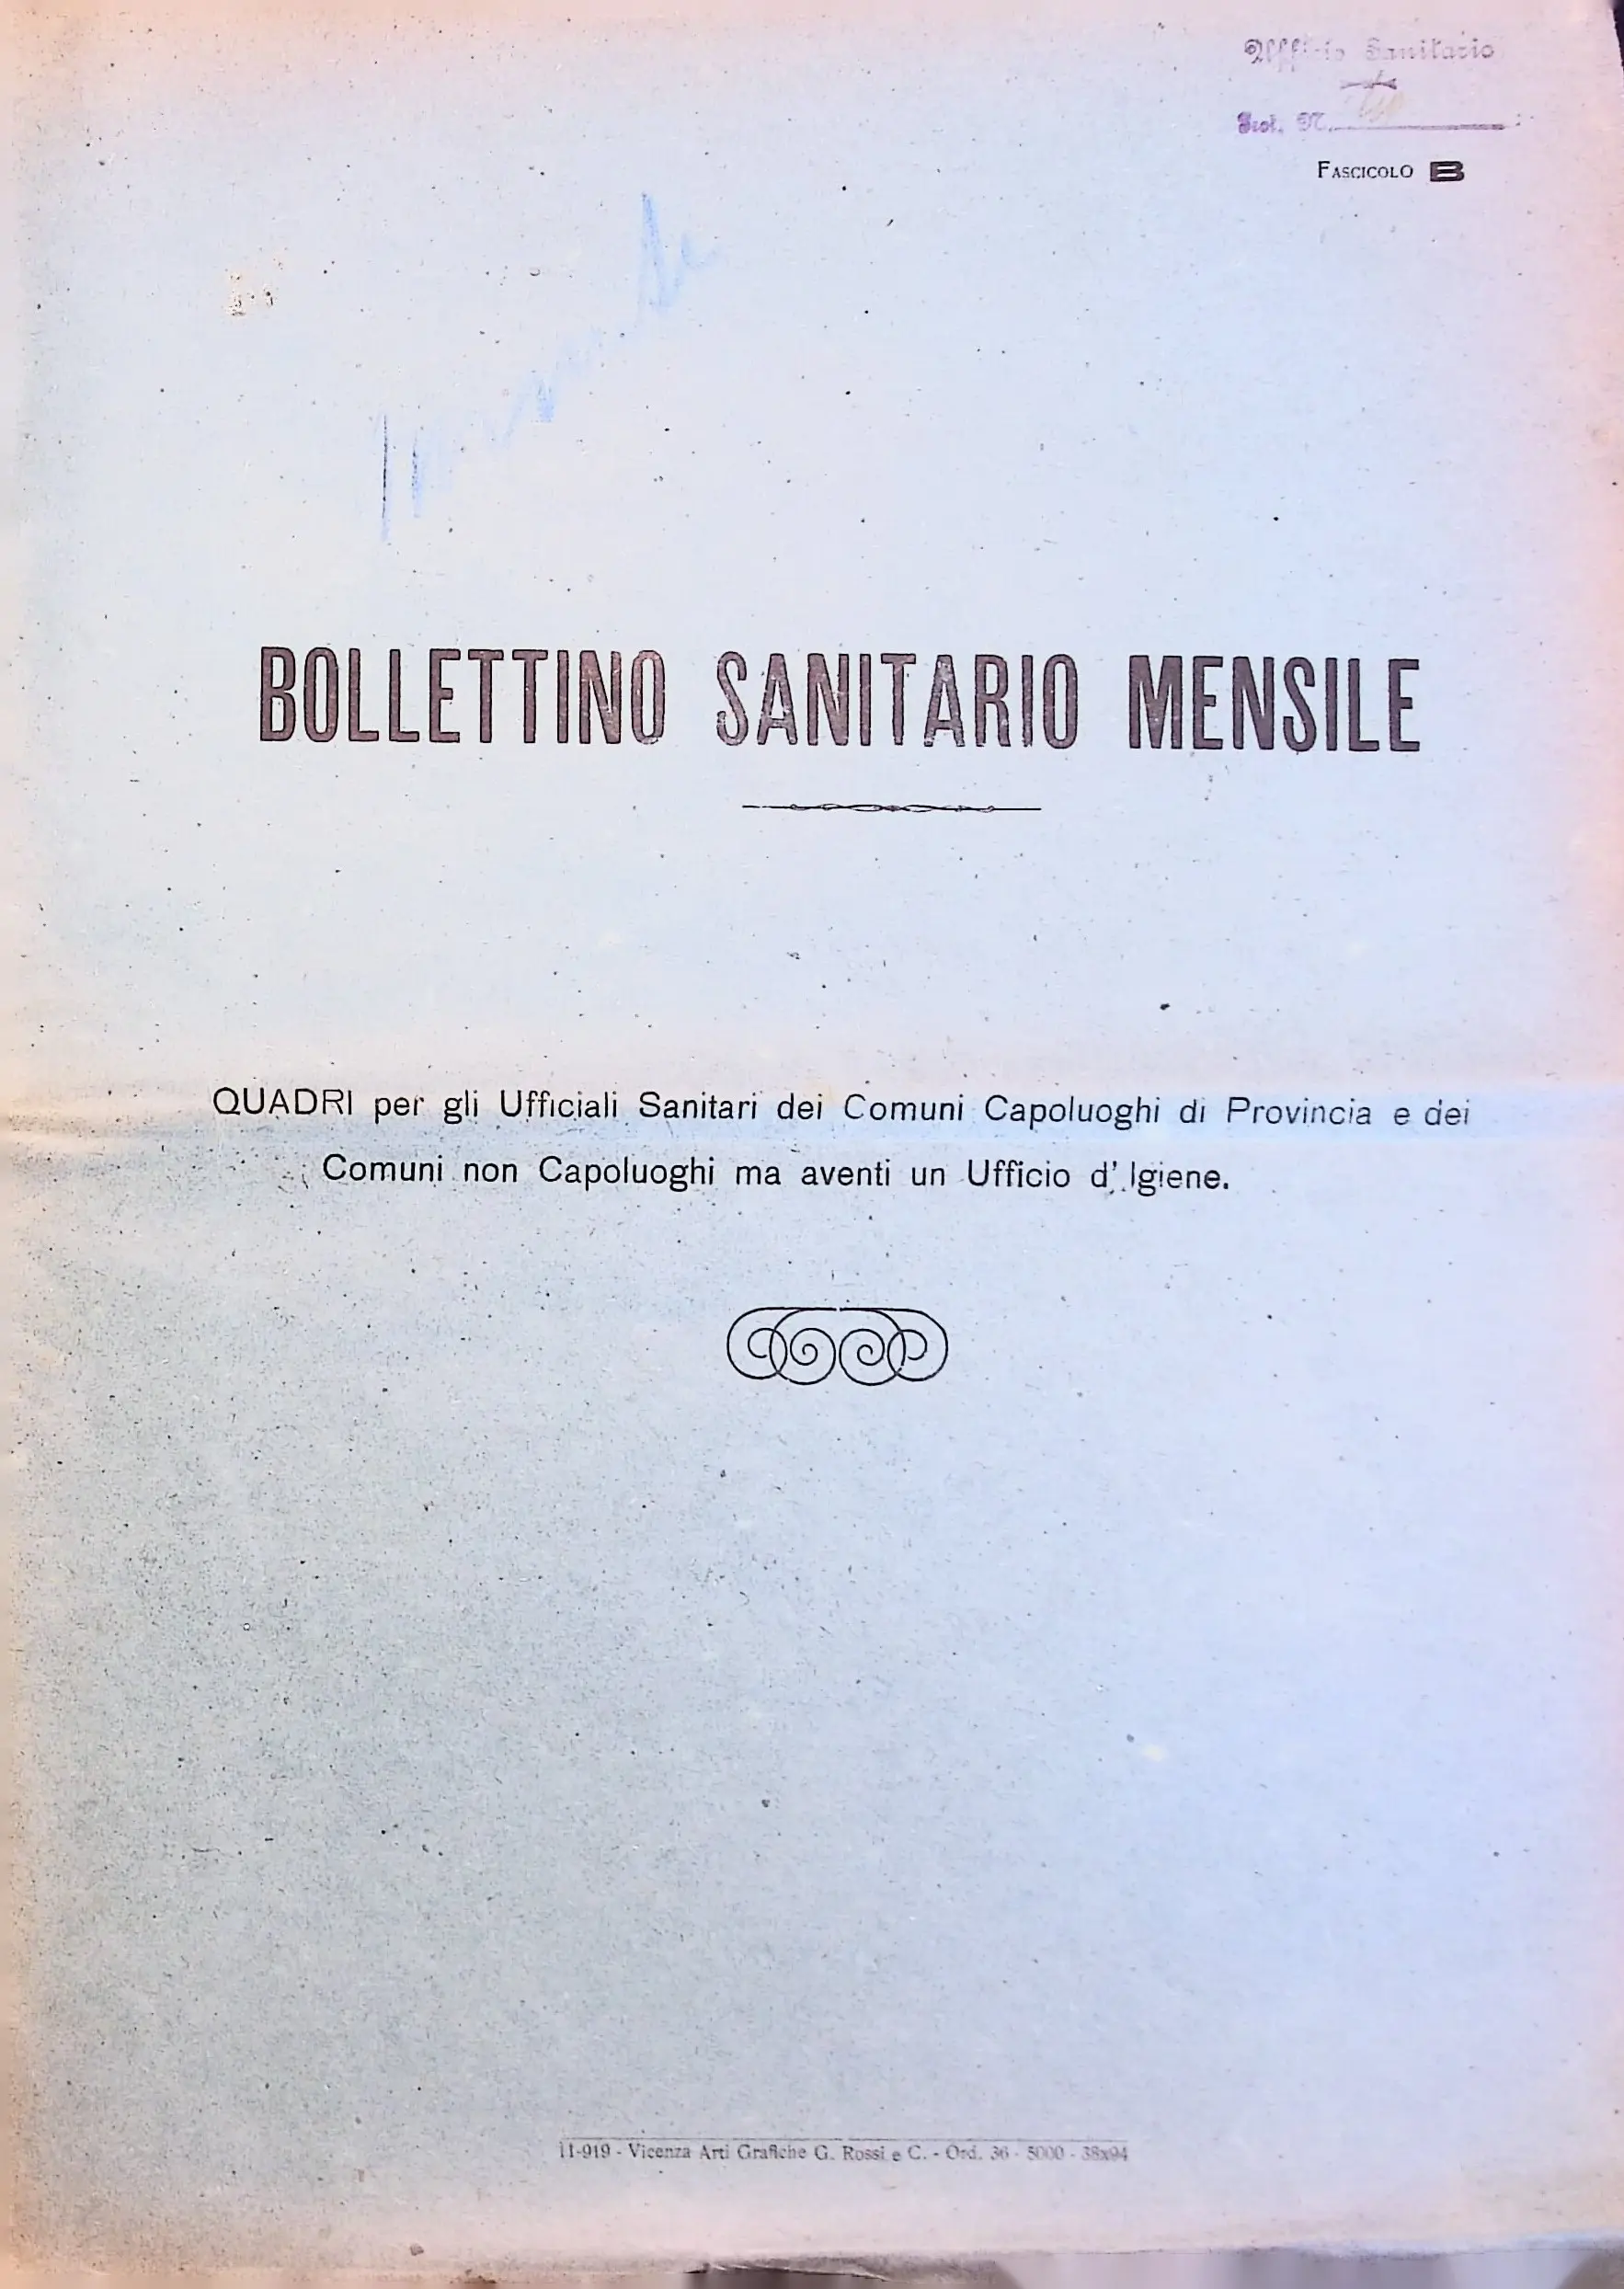 Ufficio Sanitario
Prot. N.
FASCICOLO B
BOLLETTINO SANITARIO MENSILE
QUADRI per gli Ufficiali Sanitari dei Comuni Capoluoghi di Provincia e dei
Comuni non Capoluoghi ma aventi un Ufficio d' Igiene.
11-919 - Vicenza Arti Grafiche G. Rossi e C. - Ord. 36 - 5000 - 38x94